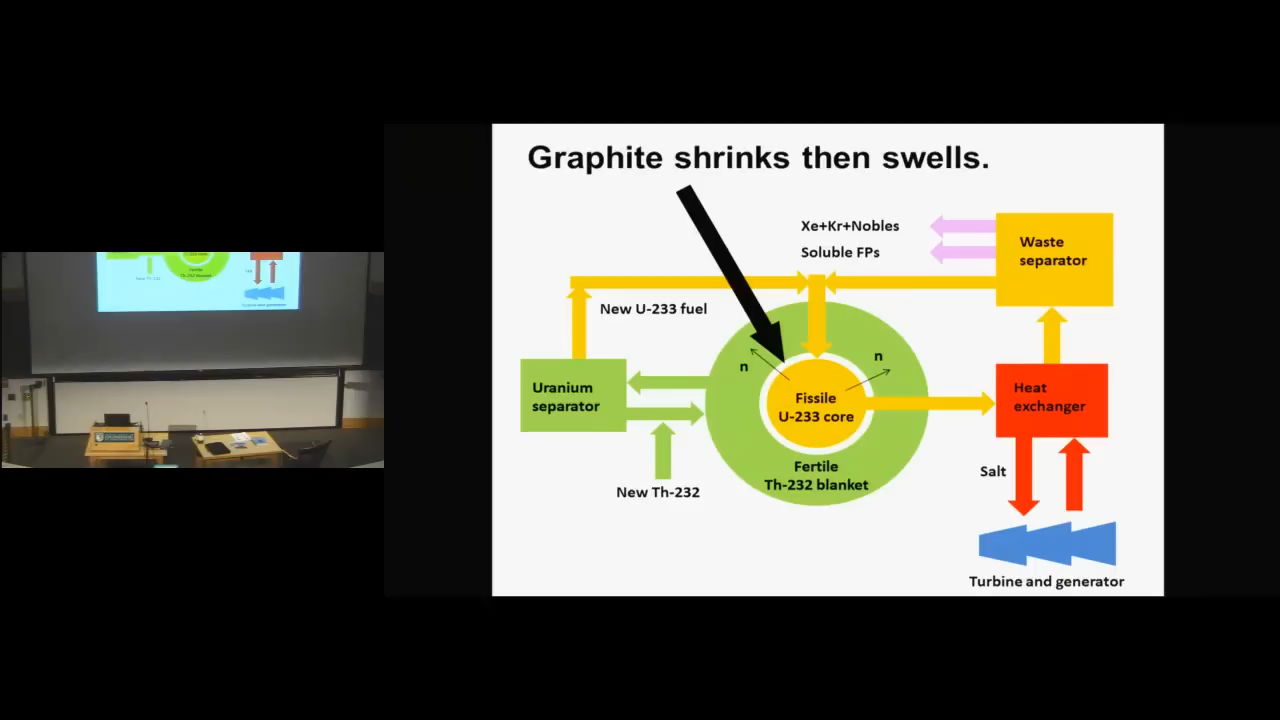 Graphite shrinks then swells.
Xe+Kr+Nobles
Soluble FPs
Waste
separator
New U-233 fuel
n
n
Uranium
separator
Fissile
U-233 core
Heat
exchanger
Fertile
Th-232 blanket
Salt
New Th-232
Turbine and generator